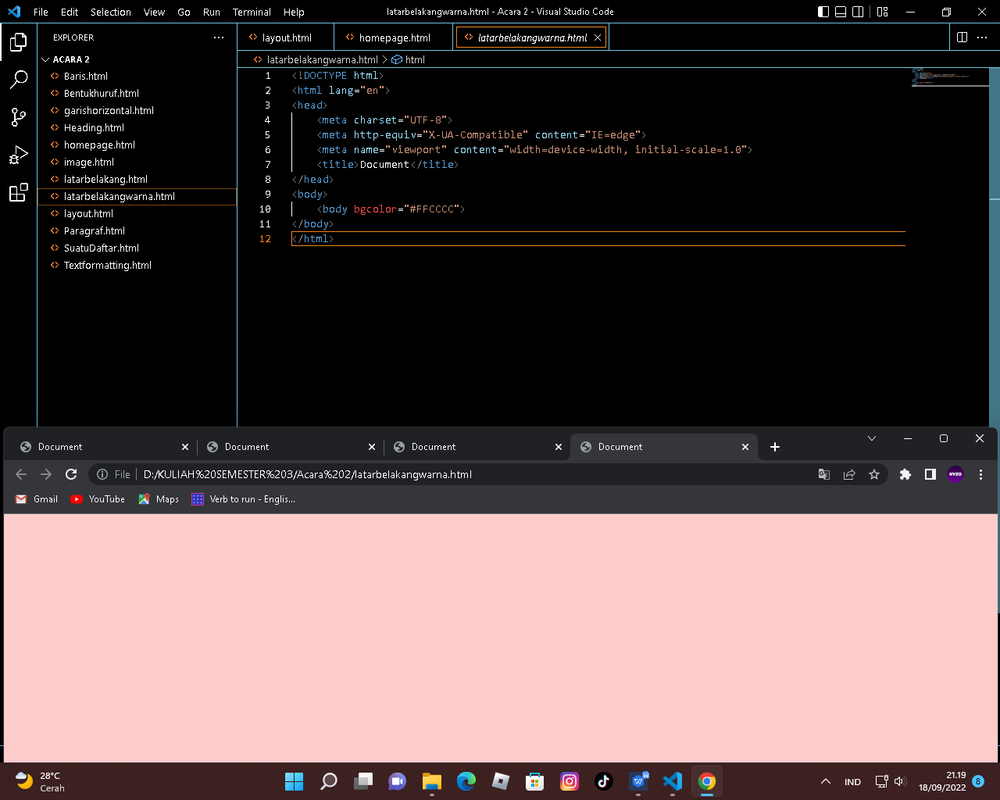 File Edit Selection View Go Run Terminal Help latarbelakangwarna.html - Acara 2 - Visual Studio Code
EXPLORER
ACARA 2
Baris.html
Bentukhuruf.html
garishorizontal.html
Heading.html
homepage.html
image.html
latarbelakang.html
latarbelakangwarna.html
layout.html
Paragraf.html
SuatuDaftar.html
Textformatting.html
layout.html homepage.html latarbelakangwarna.html
latarbelakangwarna.html > html
1 <!DOCTYPE html>
2 <html lang="en">
3 <head>
4 <meta charset="UTF-8">
5 <meta http-equiv="X-UA-Compatible" content="IE=edge">
6 <meta name="viewport" content="width=device-width, initial-scale=1.0">
7 <title>Document</title>
8 </head>
9 <body>
10 <body bgcolor="#FFCCCC">
11 </body>
12 </html>
Document Document Document Document
File D:/KULIAH%20SEMESTER%203/Acara%202/latarbelakangwarna.html HYZO
Gmail YouTube Maps Verb to run - Englis...
28°C
Cerah
IND
21.19
18/09/2022
8